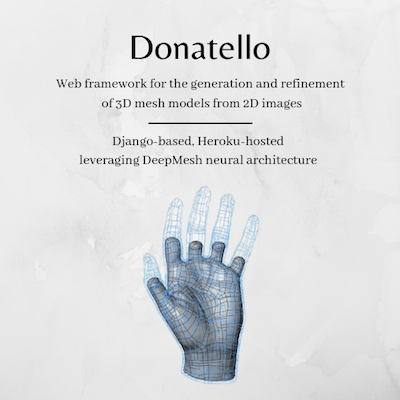 Donatello
Web framework for the generation and refinement
of 3D mesh models from 2D images
Django-based, Heroku-hosted
leveraging DeepMesh neural architecture